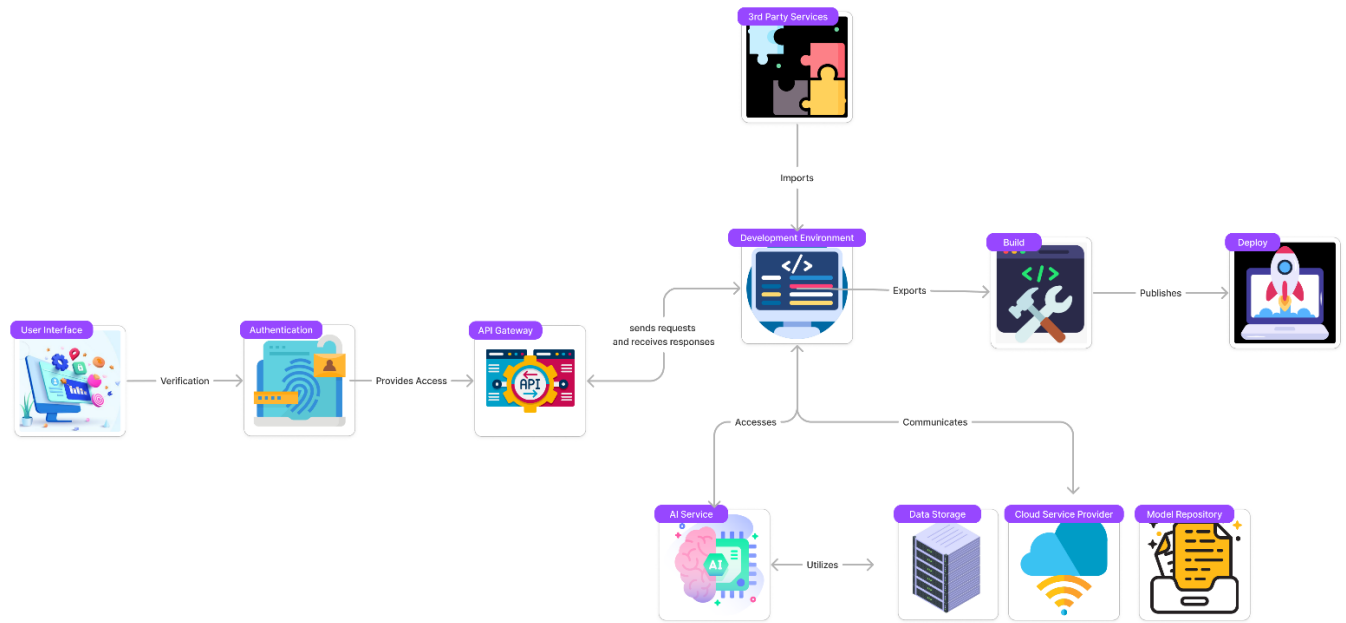 3rd Party Services
Imports
Development Environment
</>
Exports
Build
</>
Publishes
Deploy
User Interface
Verification
Authentication
Provides Access
API Gateway
API
sends requests
and receives responses
Accesses
Communicates
AI Service
AI
Utilizes
Data Storage
Cloud Service Provider
Model Repository